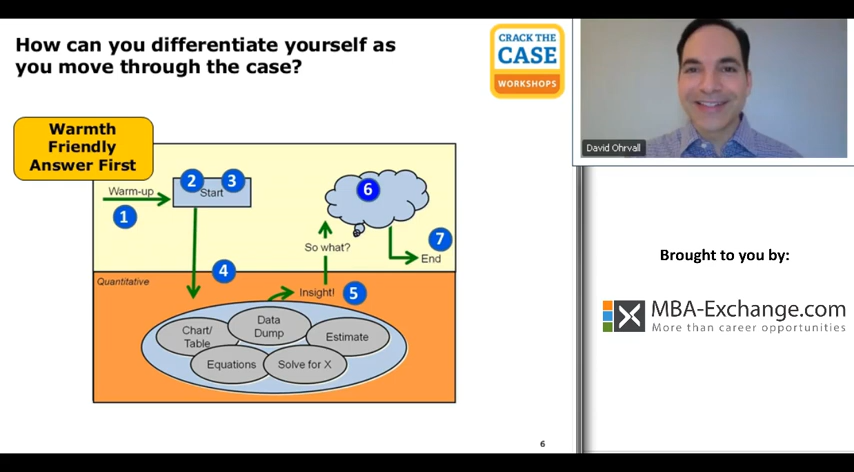 How can you differentiate yourself as
you move through the case?
CRACK THE
CASE
WORKSHOPS
David Ohrvall
Warmth
Friendly
Answer First
Warm-up
1
2
3
Start
6
So what?
7
End
4
Quantitative
Insight!
5
Chart/
Table
Data
Dump
Estimate
Equations
Solve for X
6
Brought to you by:
MBA-Exchange.com
More than career opportunities